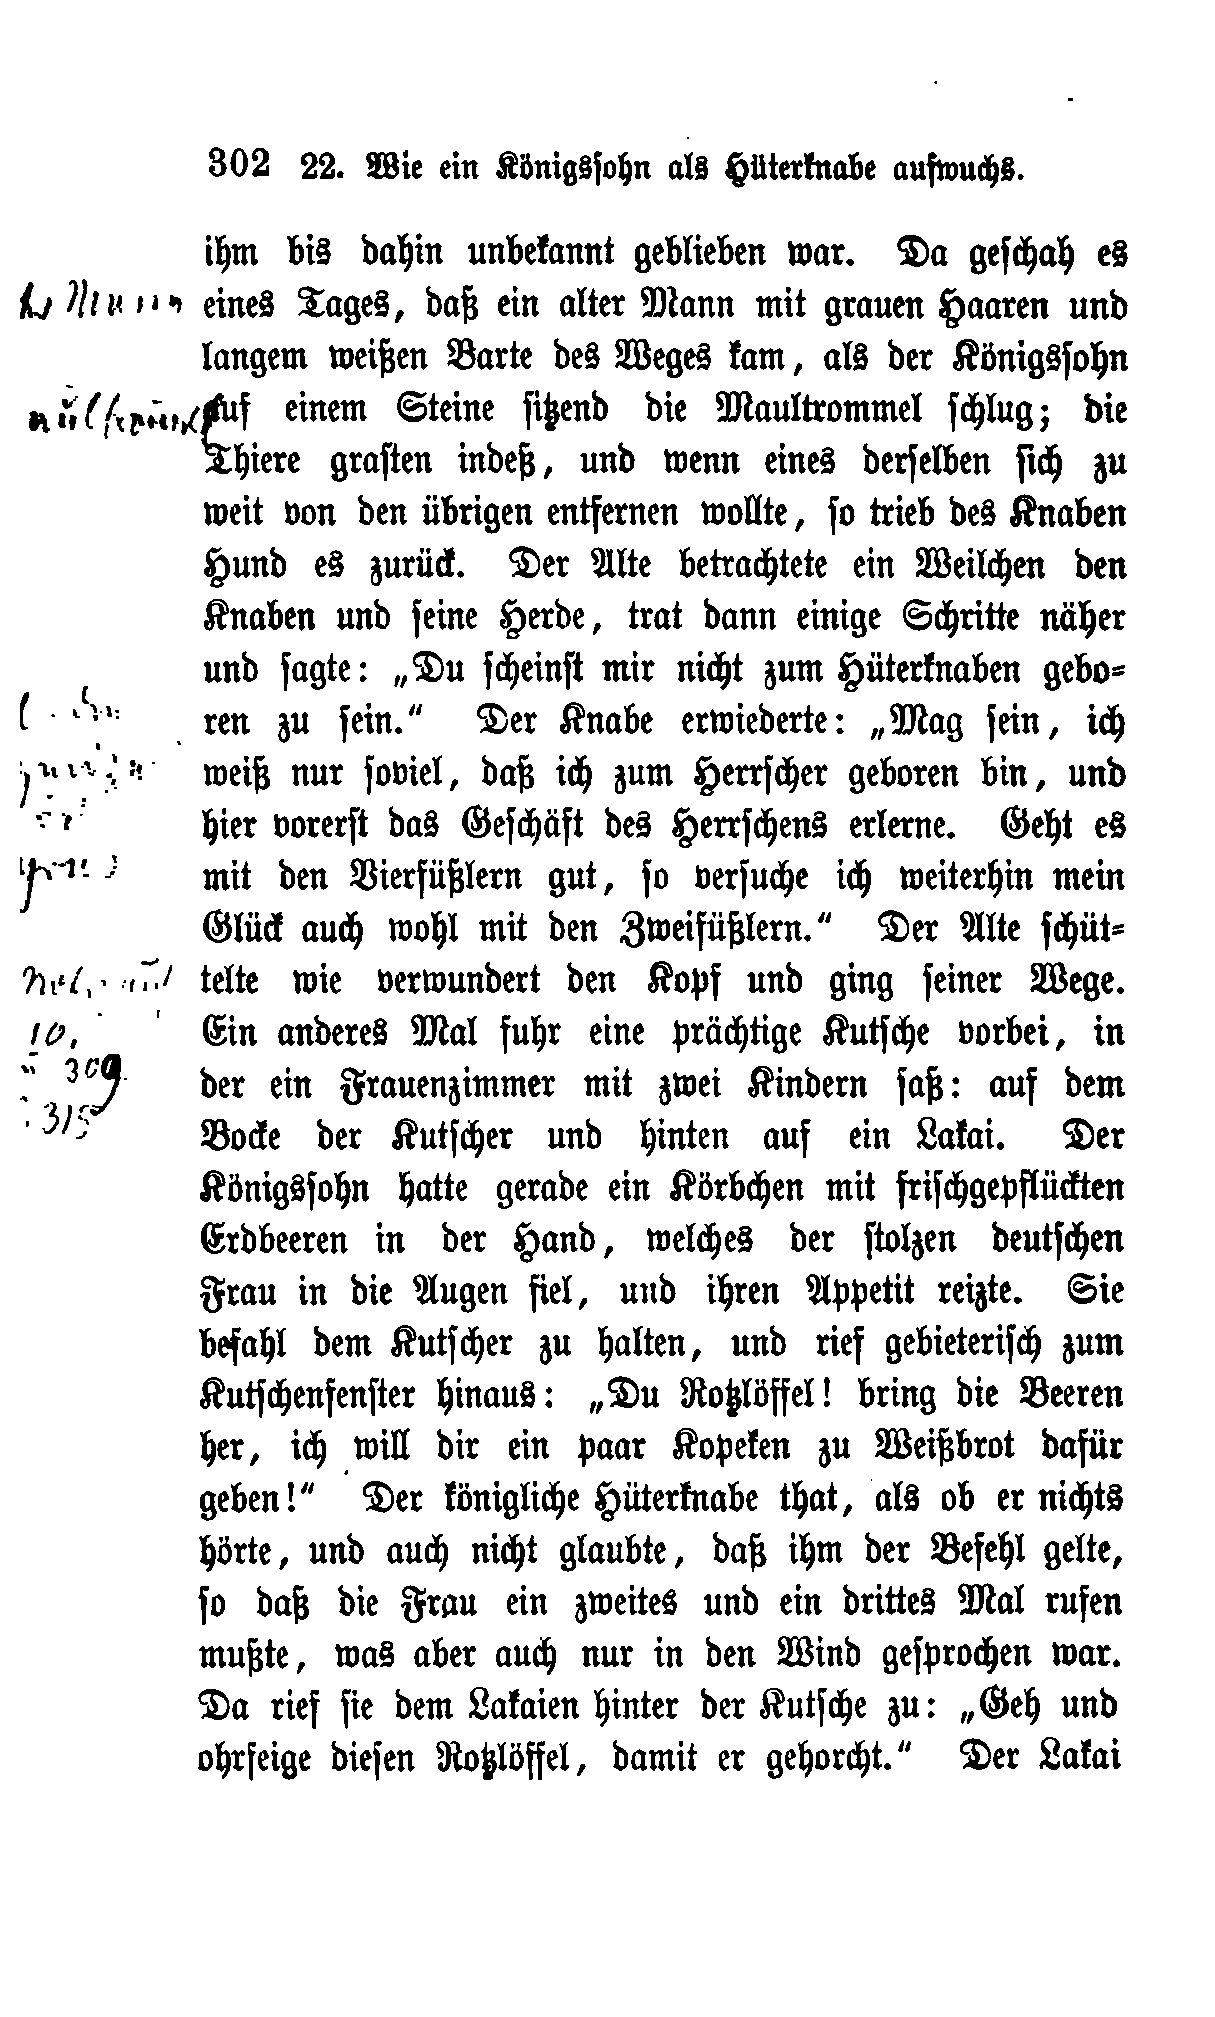 302 22. Wie ein Königssohn als Hüterknabe aufwuchs.
ihm bis dahin unbekannt geblieben war. Da geschah es
eines Tages, daß ein alter Mann mit grauen Haaren und
langem weißen Barte des Weges kam, als der Königssohn
auf einem Steine sitzend die Maultrommel schlug; die
Thiere grasten indeß, und wenn eines derselben sich zu
weit von den übrigen entfernen wollte, so trieb des Knaben
Hund es zurück. Der Alte betrachtete ein Weilchen den
Knaben und seine Herde, trat dann einige Schritte näher
und sagte: „Du scheinst mir nicht zum Hüterknaben gebo⸗
ren zu sein.“ Der Knabe erwiederte: „Mag sein, ich
weiß nur soviel, daß ich zum Herrscher geboren bin, und
hier vorerst das Geschäft des Herrschens erlerne. Geht es
mit den Vierfüßlern gut, so versuche ich weiterhin mein
Glück auch wohl mit den Zweifüßlern.“ Der Alte schüt⸗
telte wie verwundert den Kopf und ging seiner Wege.
10.
Ein anderes Mal fuhr eine prächtige Kutsche vorbei, in
309.
der ein Frauenzimmer mit zwei Kindern saß: auf dem
315
Bocke der Kutscher und hinten auf ein Lakai. Der
Königssohn hatte gerade ein Körbchen mit frischgepflückten
Erdbeeren in der Hand, welches der stolzen deutschen
Frau in die Augen fiel, und ihren Appetit reizte. Sie
befahl dem Kutscher zu halten, und rief gebieterisch zum
Kutschenfenster hinaus: „Du Rotzlöffel! bring die Beeren
her, ich will dir ein paar Kopeken zu Weißbrot dafür
geben!“ Der königliche Hüterknabe that, als ob er nichts
hörte, und auch nicht glaubte, daß ihm der Befehl gelte,
so daß die Frau ein zweites und ein drittes Mal rufen
mußte, was aber auch nur in den Wind gesprochen war.
Da rief sie dem Lakaien hinter der Kutsche zu: „Geh und
ohrfeige diesen Rotzlöffel, damit er gehorcht.“ Der Lakai